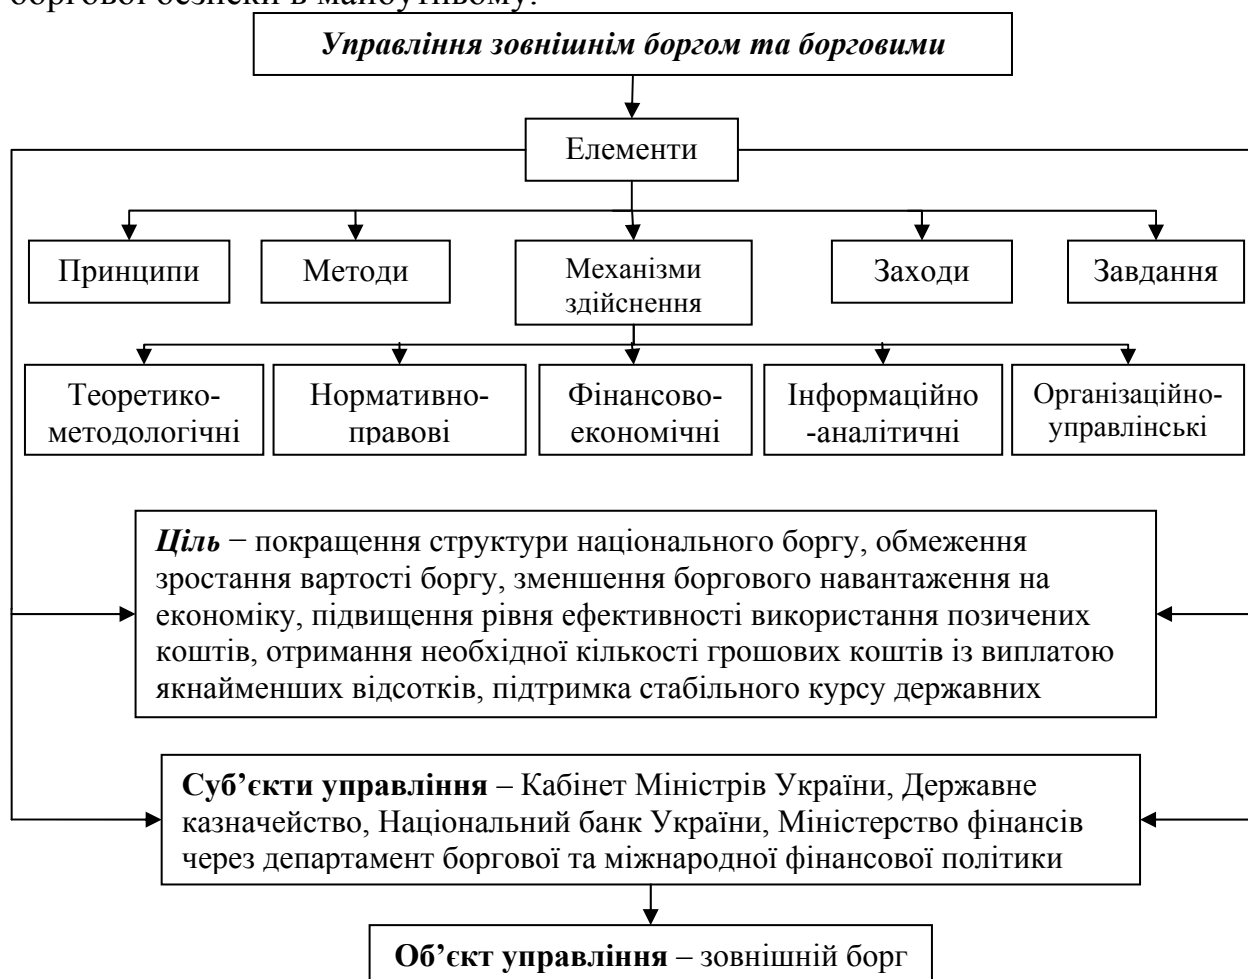 боргової безпеки в майбутньому.
Управління зовнішнім боргом та борговими
Елементи
Принципи
Методи
Механізми
здійснення
Заходи
Завдання
Теоретико-
методологічні
Нормативно-
правові
Фінансово-
економічні
Інформаційно
-аналітичні
Організаційно-
управлінські
Ціль − покращення структури національного боргу, обмеження
зростання вартості боргу, зменшення боргового навантаження на
економіку, підвищення рівня ефективності використання позичених
коштів, отримання необхідної кількості грошових коштів із виплатою
якнайменших відсотків, підтримка стабільного курсу державних
Суб’єкти управління – Кабінет Міністрів України, Державне
казначейство, Національний банк України, Міністерство фінансів
через департамент боргової та міжнародної фінансової політики
Об’єкт управління – зовнішній борг